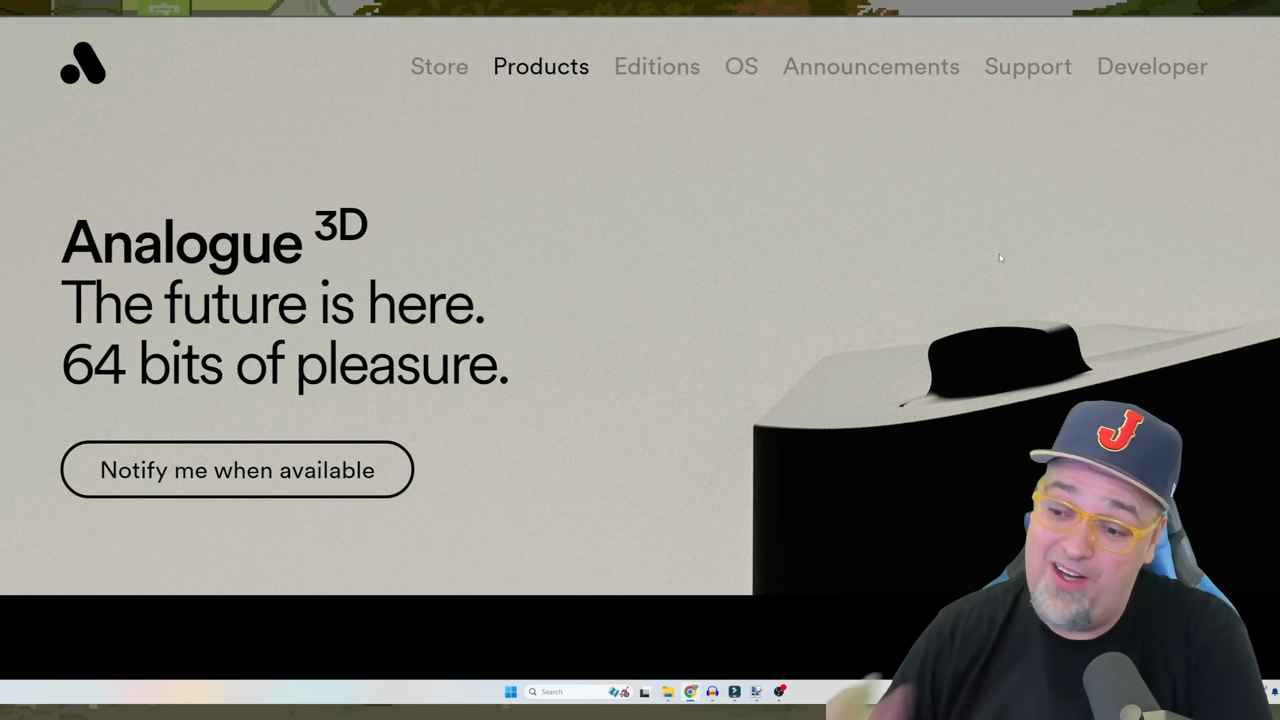 Store Products Editions OS Announcements Support Developer
Analogue 3D
The future is here.
64 bits of pleasure.
Notify me when available
J
Search